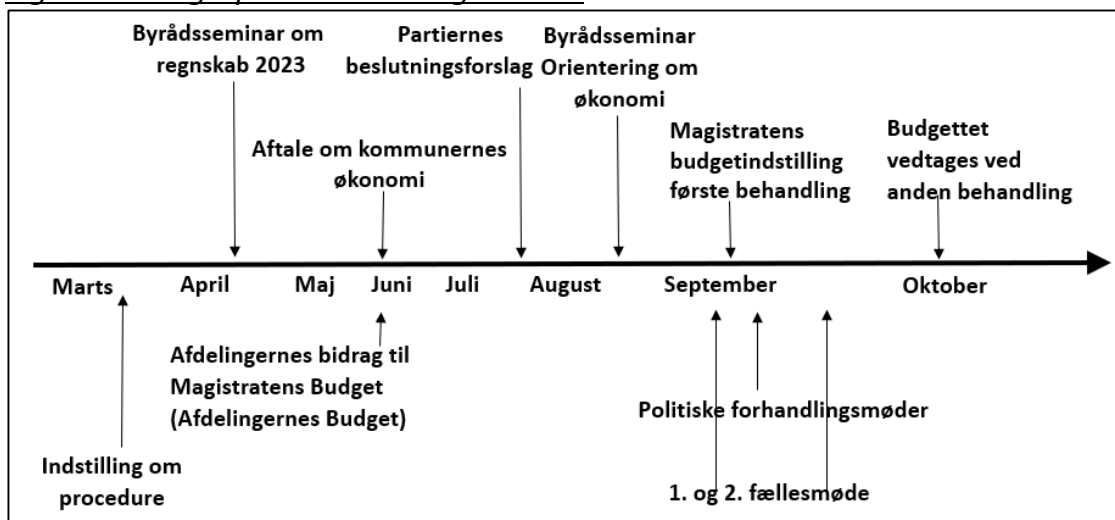 Byrådsseminar om
regnskab 2023
Partiernes
beslutningsforslag
Byrådsseminar
Orientering om
økonomi
Aftale om kommunernes
økonomi
Magistratens
budgetindstilling
første behandling
Budgettet
vedtages ved
anden behandling
Marts
April
Maj
Juni
Juli
August
September
Oktober
Afdelingernes bidrag til
Magistratens Budget
(Afdelingernes Budget)
Politiske forhandlingsmøder
Indstilling om
procedure
1. og 2. fællesmøde